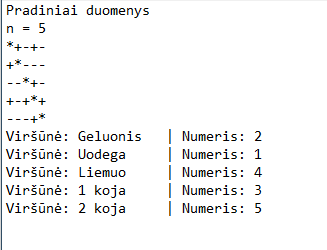 Pradiniai duomenys
n = 5
*+-+-
+*---
--*+-
+-+*+
---+*
Viršūnė: Geluonis   | Numeris: 2
Viršūnė: Uodega     | Numeris: 1
Viršūnė: Liemuo     | Numeris: 4
Viršūnė: 1 koja     | Numeris: 3
Viršūnė: 2 koja     | Numeris: 5